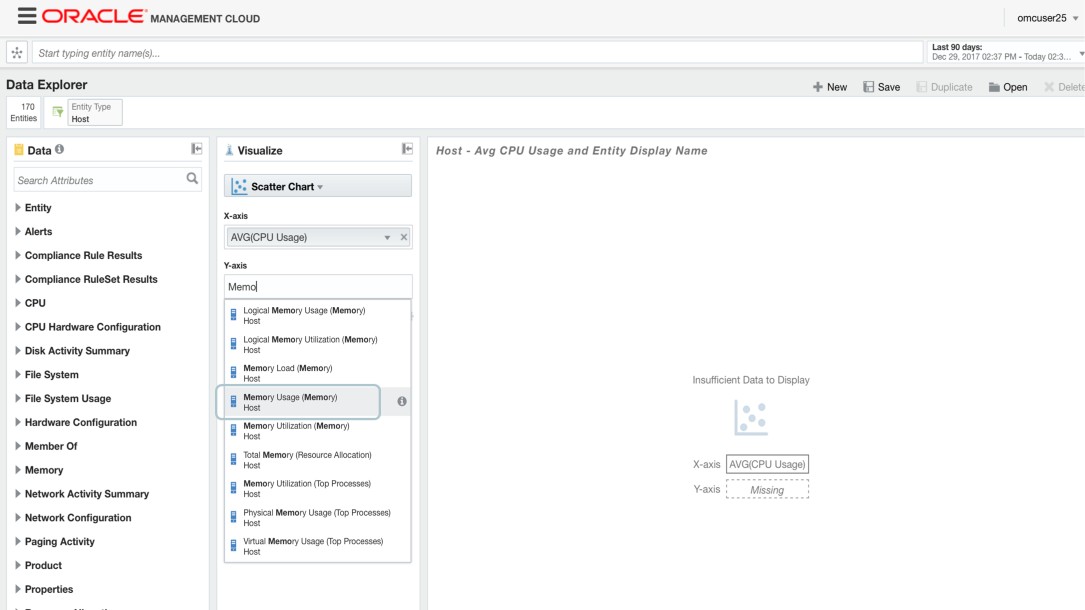 ORACLE MANAGEMENT CLOUD
omcuser25
Start typing entity name(s)...
Last 90 days:
Dec 29, 2017 02:37 PM - Today 02:3...
Data Explorer
New Save Duplicate Open Delete
170
Entities
Entity Type
Host
Data
Search Attributes
Entity
Alerts
Compliance Rule Results
Compliance RuleSet Results
CPU
CPU Hardware Configuration
Disk Activity Summary
File System
File System Usage
Hardware Configuration
Member Of
Memory
Network Activity Summary
Network Configuration
Paging Activity
Product
Properties
Visualize
Scatter Chart
X-axis
AVG(CPU Usage)
Y-axis
Memo
Logical Memory Usage (Memory)
Host
Logical Memory Utilization (Memory)
Host
Memory Load (Memory)
Host
Memory Usage (Memory)
Host
Memory Utilization (Memory)
Host
Total Memory (Resource Allocation)
Host
Memory Utilization (Top Processes)
Host
Physical Memory Usage (Top Processes)
Host
Virtual Memory Usage (Top Processes)
Host
Host - Avg CPU Usage and Entity Display Name
Insufficient Data to Display
X-axis AVG(CPU Usage)
Y-axis Missing